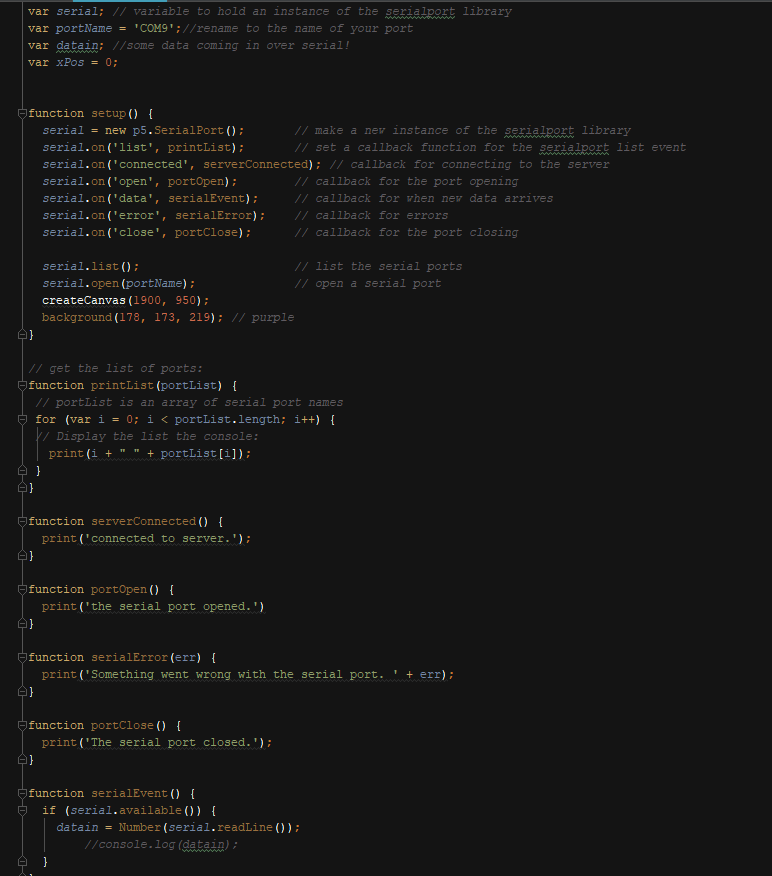 var serial; // variable to hold an instance of the serialport library
var portName = 'COM9';//rename to the name of your port
var datain; //some data coming in over serial!
var xPos = 0;
function setup() {
serial = new p5.SerialPort(); // make a new instance of the serialport library
serial.on('list', printList); // set a callback function for the serialport list event
serial.on('connected', serverConnected); // callback for connecting to the server
serial.on('open', portOpen); // callback for the port opening
serial.on('data', serialEvent); // callback for when new data arrives
serial.on('error', serialError); // callback for errors
serial.on('close', portClose); // callback for the port closing
serial.list(); // list the serial ports
serial.open(portName); // open a serial port
createCanvas(1900, 950);
background(178, 173, 219); // purple
}
// get the list of ports:
function printList(portList) {
// portList is an array of serial port names
for (var i = 0; i < portList.length; i++) {
// Display the list the console:
print(i + " " + portList[i]);
}
}
function serverConnected() {
print('connected to server.');
}
function portOpen() {
print('the serial port opened.')
}
function serialError(err) {
print('Something went wrong with the serial port. ' + err);
}
function portClose() {
print('The serial port closed.');
}
function serialEvent() {
if (serial.available()) {
datain = Number(serial.readLine());
//console.log(datain);
}